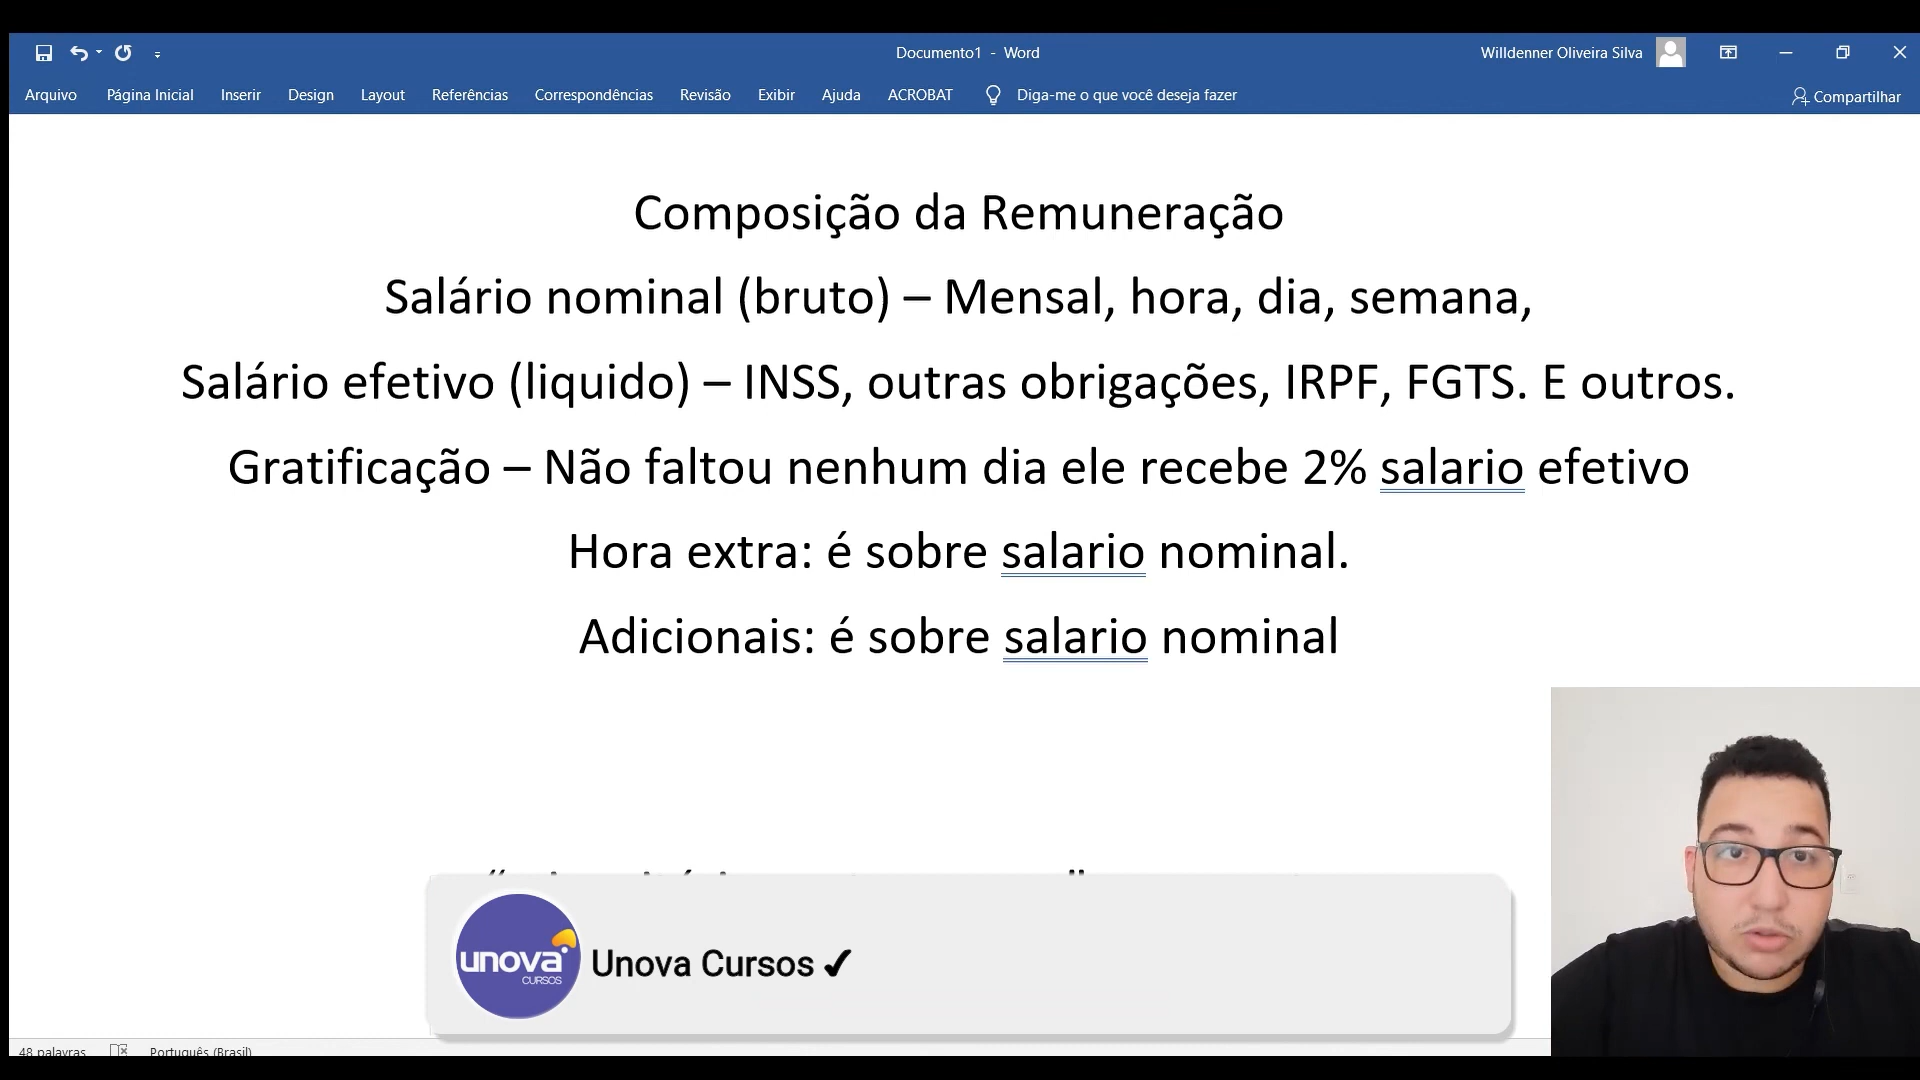 Documento1 - Word
Willdenner Oliveira Silva
Arquivo Página Inicial Inserir Design Layout Referências Correspondências Revisão Exibir Ajuda ACROBAT Diga-me o que você deseja fazer
Compartilhar
Composição da Remuneração
Salário nominal (bruto) – Mensal, hora, dia, semana,
Salário efetivo (liquido) – INSS, outras obrigações, IRPF, FGTS. E outros.
Gratificação – Não faltou nenhum dia ele recebe 2% salario efetivo
Hora extra: é sobre salario nominal.
Adicionais: é sobre salario nominal
unova
CURSOS
Unova Cursos ✔
48 palavras Português (Brasil)